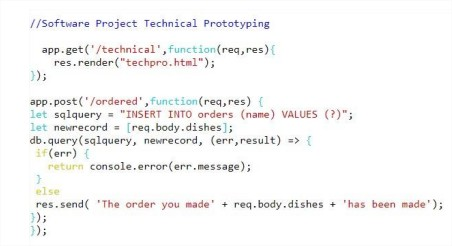 //Software Project Technical Prototyping
app.get('/technical',function(req,res){
res.render("techpro.html");
});
app.post('/ordered',function(req,res) {
let sqlquery = "INSERT INTO orders (name) VALUES (?)";
let newrecord = [req.body.dishes];
db.query(sqlquery, newrecord, (err,result) => {
if(err) {
return console.error(err.message);
}
else
res.send( 'The order you made' + req.body.dishes + 'has been made');
});
});